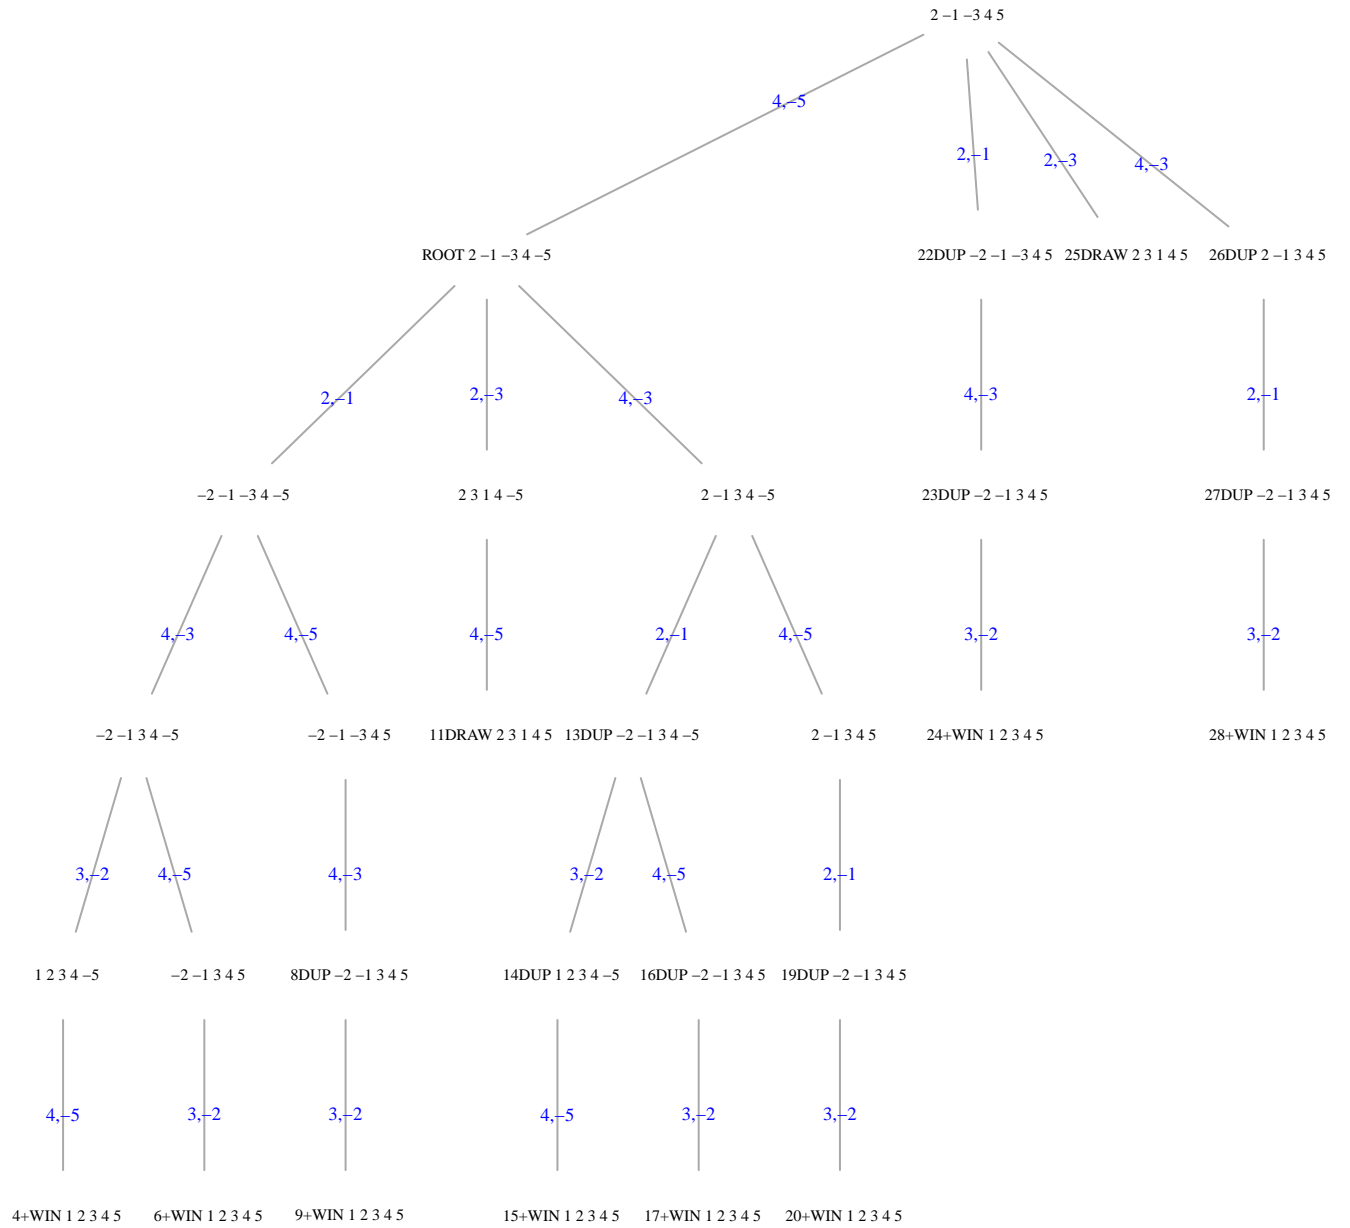 2 –1 –3 4 5
4,–5
2,–1
2,–3
4,–3
ROOT 2 –1 –3 4 –5
22DUP –2 –1 –3 4 5
25DRAW 2 3 1 4 5
26DUP 2 –1 3 4 5
2,–1
2,–3
4,–3
4,–3
2,–1
–2 –1 –3 4 –5
2 3 1 4 –5
2 –1 3 4 –5
23DUP –2 –1 3 4 5
27DUP –2 –1 3 4 5
4,–3
4,–5
4,–5
2,–1
4,–5
3,–2
3,–2
–2 –1 3 4 –5
–2 –1 –3 4 5
11DRAW 2 3 1 4 5
13DUP –2 –1 3 4 –5
2 –1 3 4 5
24+WIN 1 2 3 4 5
28+WIN 1 2 3 4 5
3,–2
4,–5
4,–3
3,–2
4,–5
2,–1
1 2 3 4 –5
–2 –1 3 4 5
8DUP –2 –1 3 4 5
14DUP 1 2 3 4 –5
16DUP –2 –1 3 4 5
19DUP –2 –1 3 4 5
4,–5
3,–2
3,–2
4,–5
3,–2
3,–2
4+WIN 1 2 3 4 5
6+WIN 1 2 3 4 5
9+WIN 1 2 3 4 5
15+WIN 1 2 3 4 5
17+WIN 1 2 3 4 5
20+WIN 1 2 3 4 5